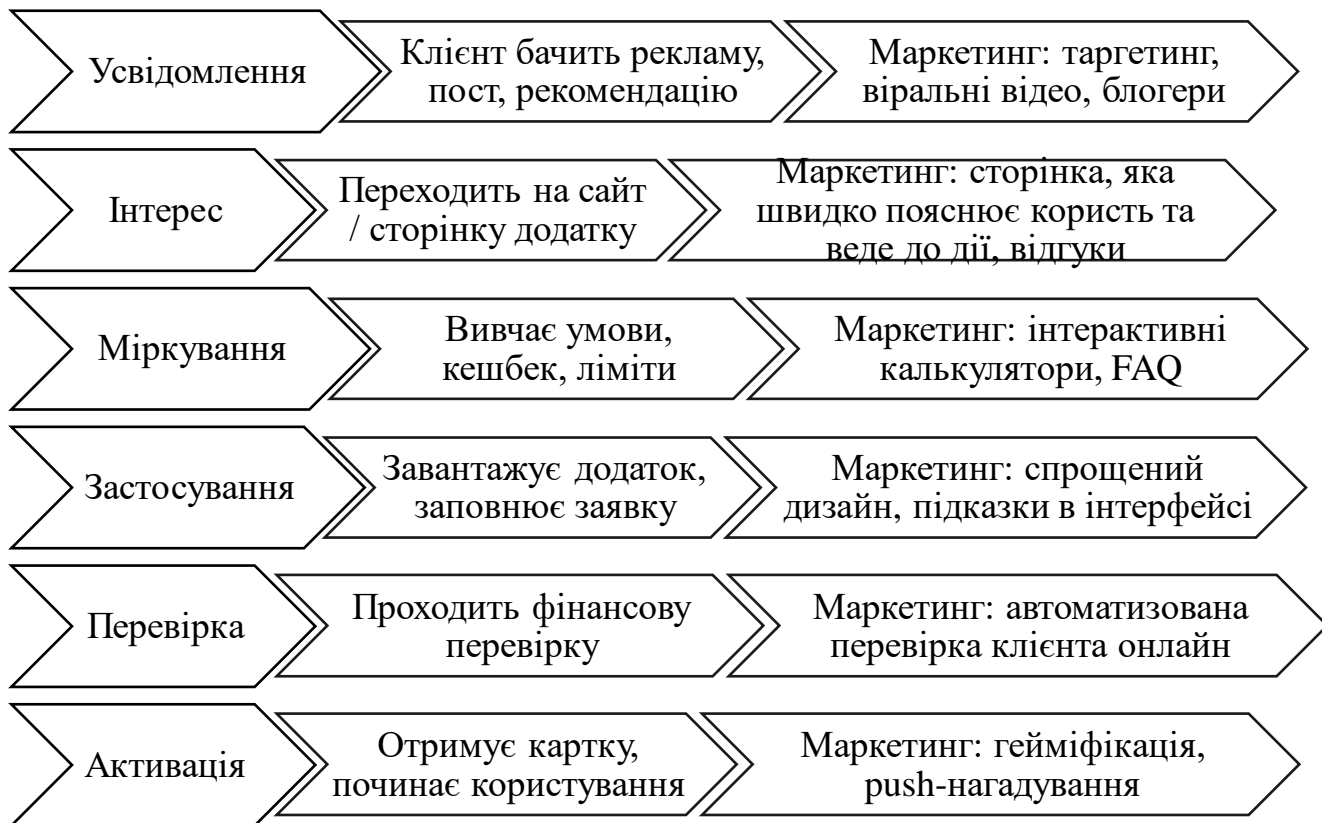 Усвідомлення
Клієнт бачить рекламу,
пост, рекомендацію
Маркетинг: таргетинг,
віральні відео, блогери
Інтерес
Переходить на сайт
/ сторінку додатку
Маркетинг: сторінка, яка
швидко пояснює користь та
веде до дії, відгуки
Міркування
Вивчає умови,
кешбек, ліміти
Маркетинг: інтерактивні
калькулятори, FAQ
Застосування
Завантажує додаток,
заповнює заявку
Маркетинг: спрощений
дизайн, підказки в інтерфейсі
Перевірка
Проходить фінансову
перевірку
Маркетинг: автоматизована
перевірка клієнта онлайн
Активація
Отримує картку,
починає користування
Маркетинг: гейміфікація,
push-нагадування